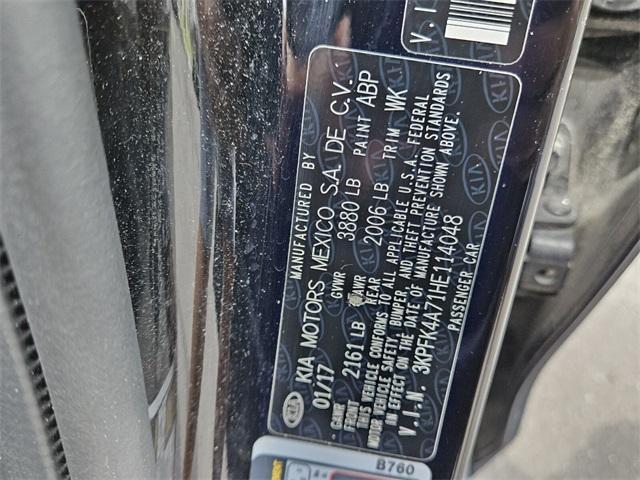 V.I
MANUFACTURED BY
KIA MOTORS MEXICO S.A. DE C.V.
01/17 GVWR 3880 LB PAINT ABP
GAWR FRONT 2161 LB GAWR REAR 2006 LB TRIM WK
THIS VEHICLE CONFORMS TO ALL APPLICABLE U.S.A. FEDERAL
MOTOR VEHICLE SAFETY, BUMPER, AND THEFT PREVENTION STANDARDS
IN EFFECT ON THE DATE OF MANUFACTURE SHOWN ABOVE.
V.I.N. 3KPFK4A71HE114048
PASSENGER CAR
KIA
B760